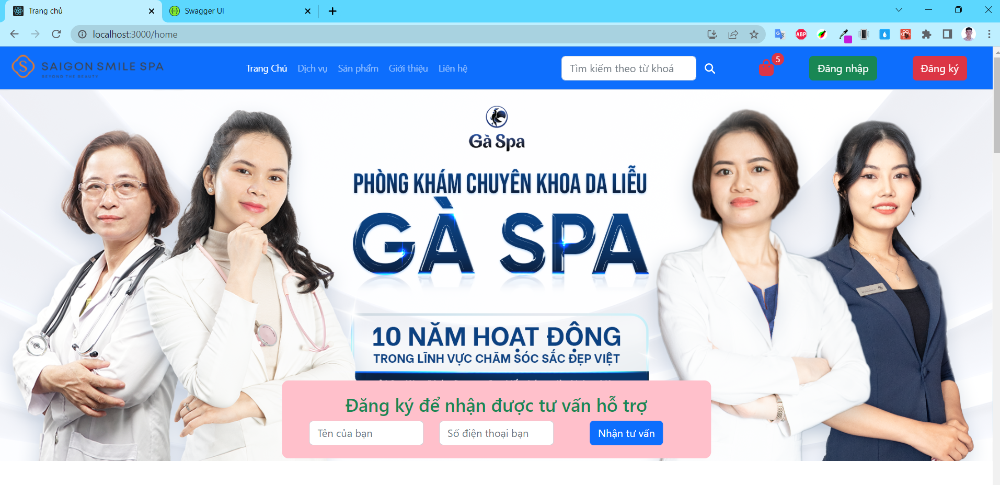 Trang chủ
Swagger UI
localhost:3000/home
ABP
SAIGON SMILE SPA
BEYOND THE BEAUTY
Trang Chủ Dịch vụ Sản phẩm Giới thiệu Liên hệ
Tìm kiếm theo từ khoá
5
Đăng nhập
Đăng ký
Gà Spa
PHÒNG KHÁM CHUYÊN KHOA DA LIỄU
GÀ SPA
10 NĂM HOẠT ĐỘNG
TRONG LĨNH VỰC CHĂM SÓC SẮC ĐẸP VIỆT
Đăng ký để nhận được tư vấn hỗ trợ
Tên của bạn
Số điện thoại bạn
Nhận tư vấn